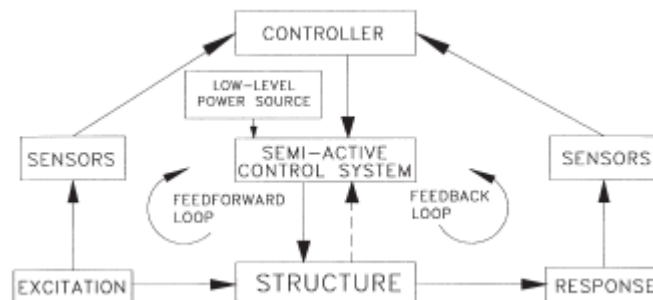 CONTROLLER
LOW-LEVEL
POWER SOURCE
SENSORS
SEMI-ACTIVE
CONTROL SYSTEM
SENSORS
FEEDFORWARD
LOOP
FEEDBACK
LOOP
EXCITATION
STRUCTURE
RESPONSE